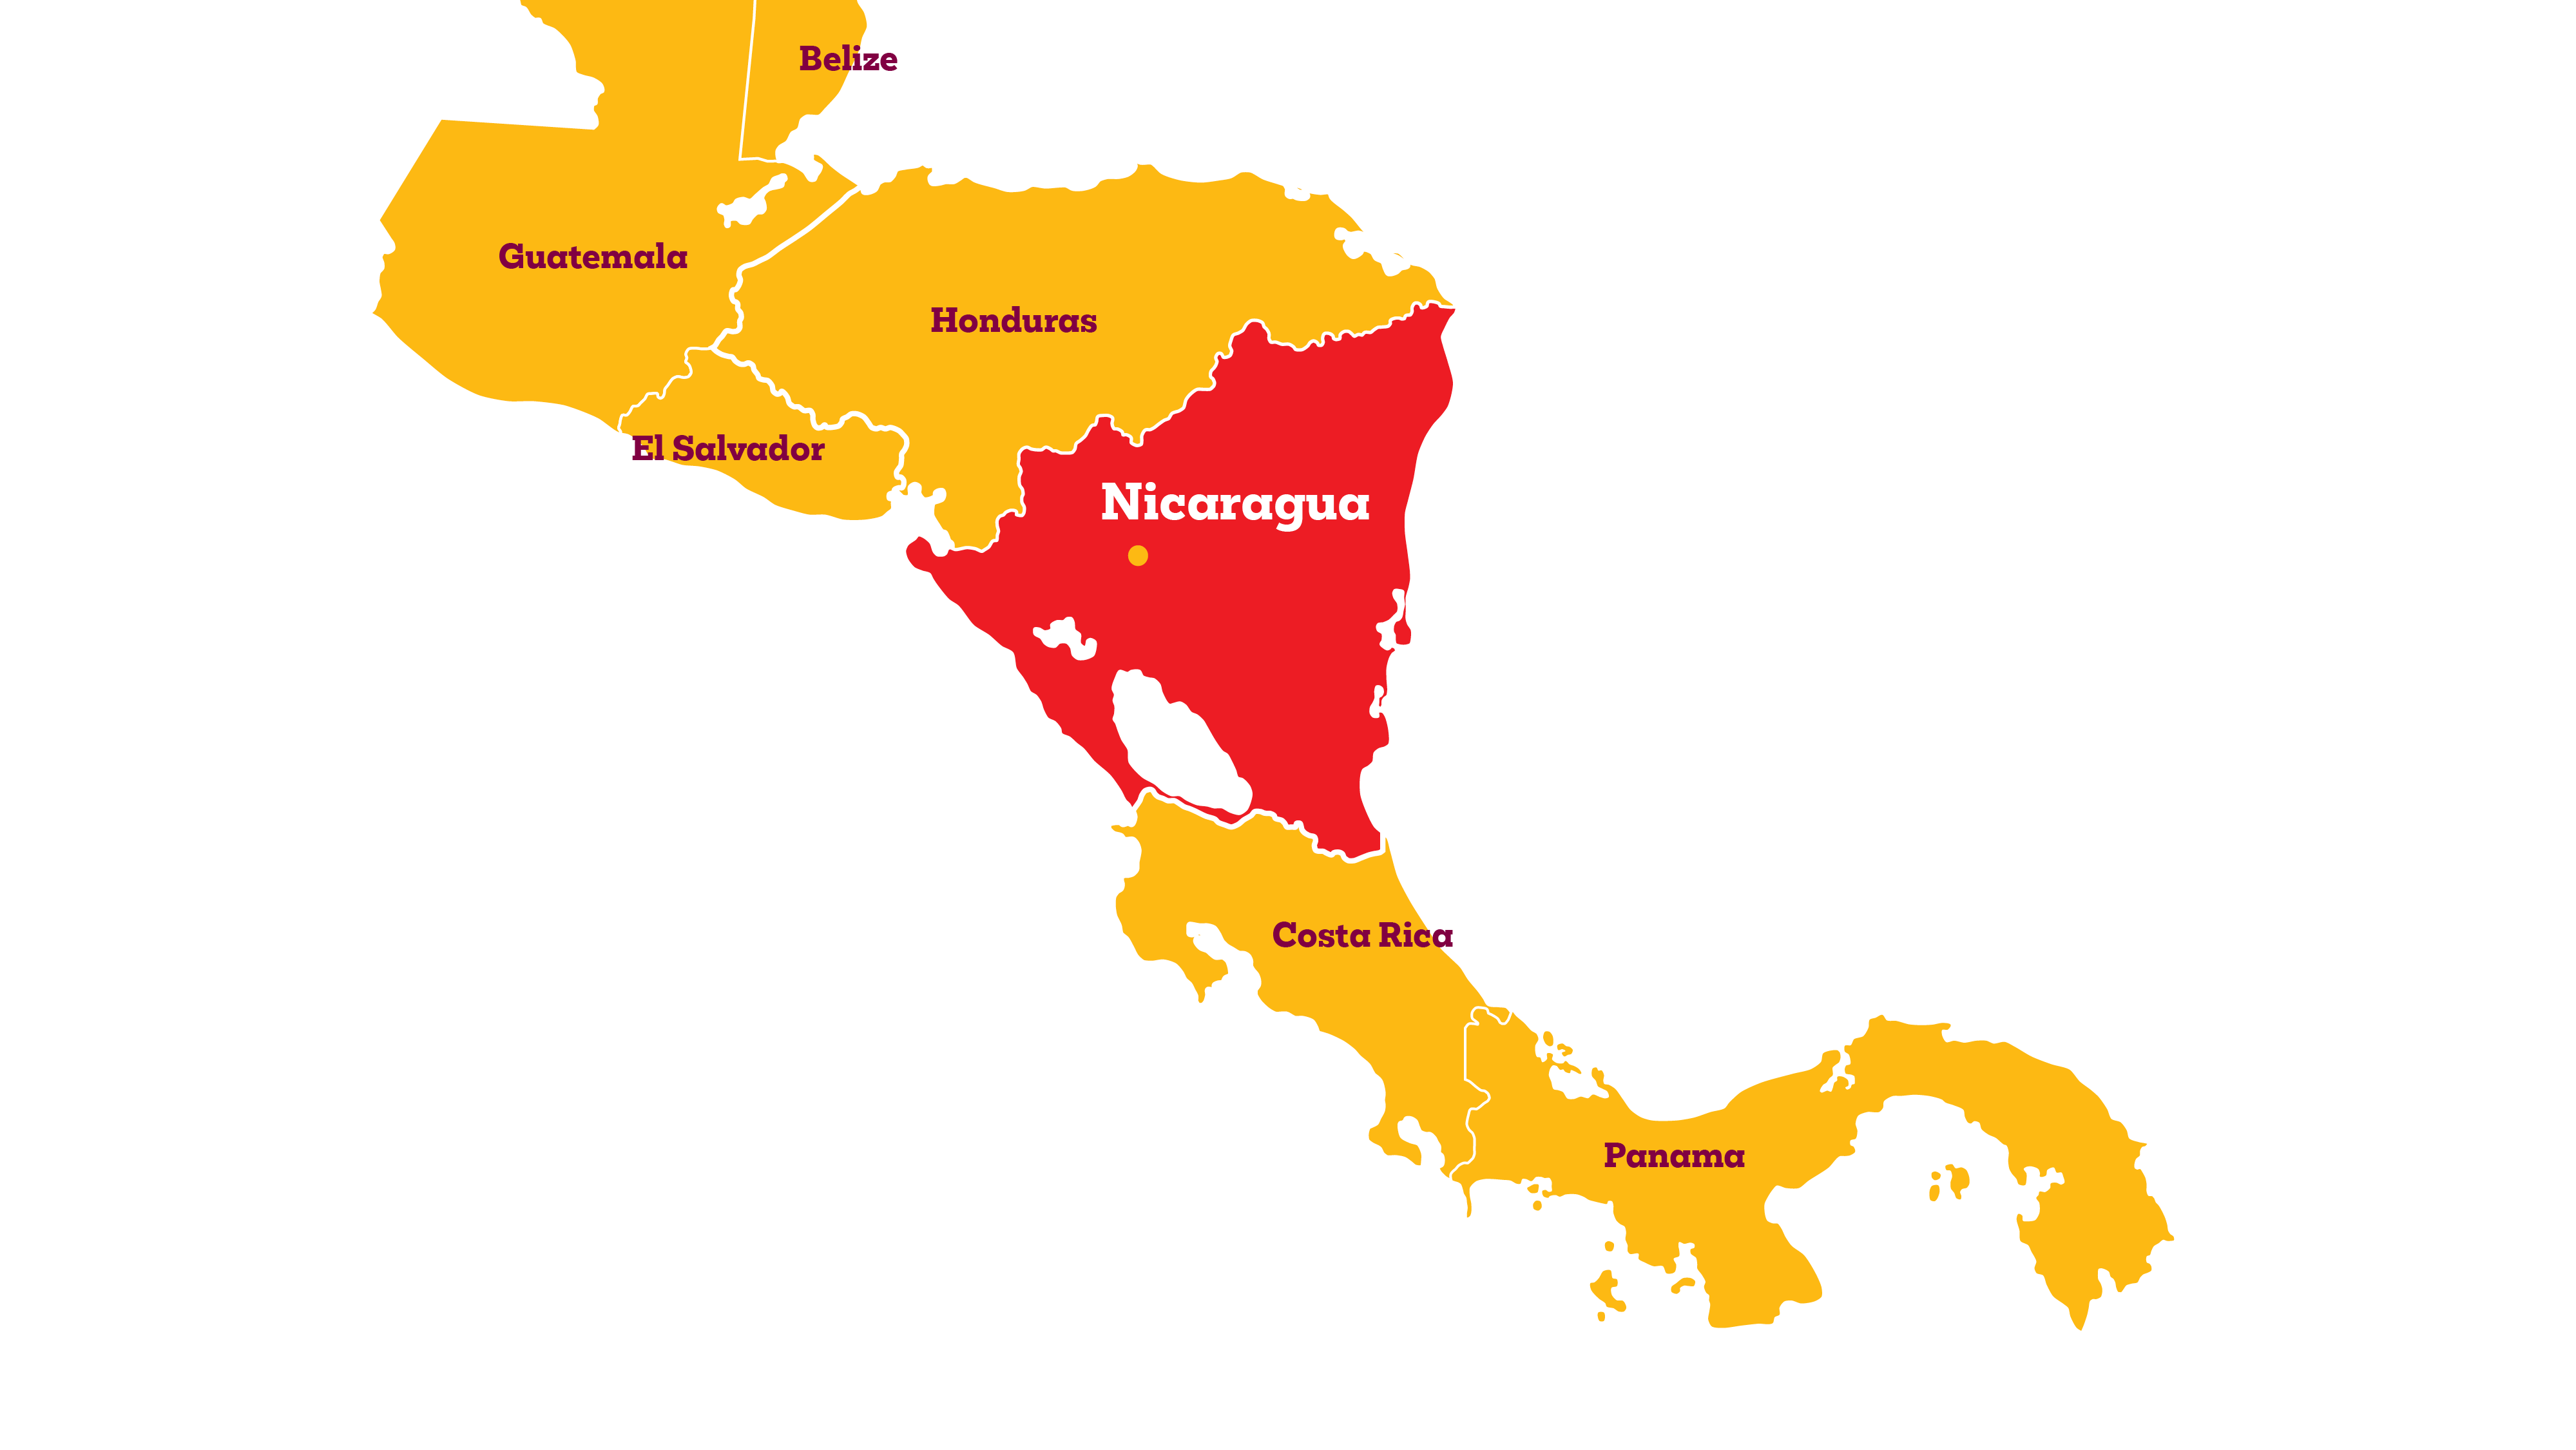 Belize
Guatemala
Honduras
El Salvador
Nicaragua
Costa Rica
Panama